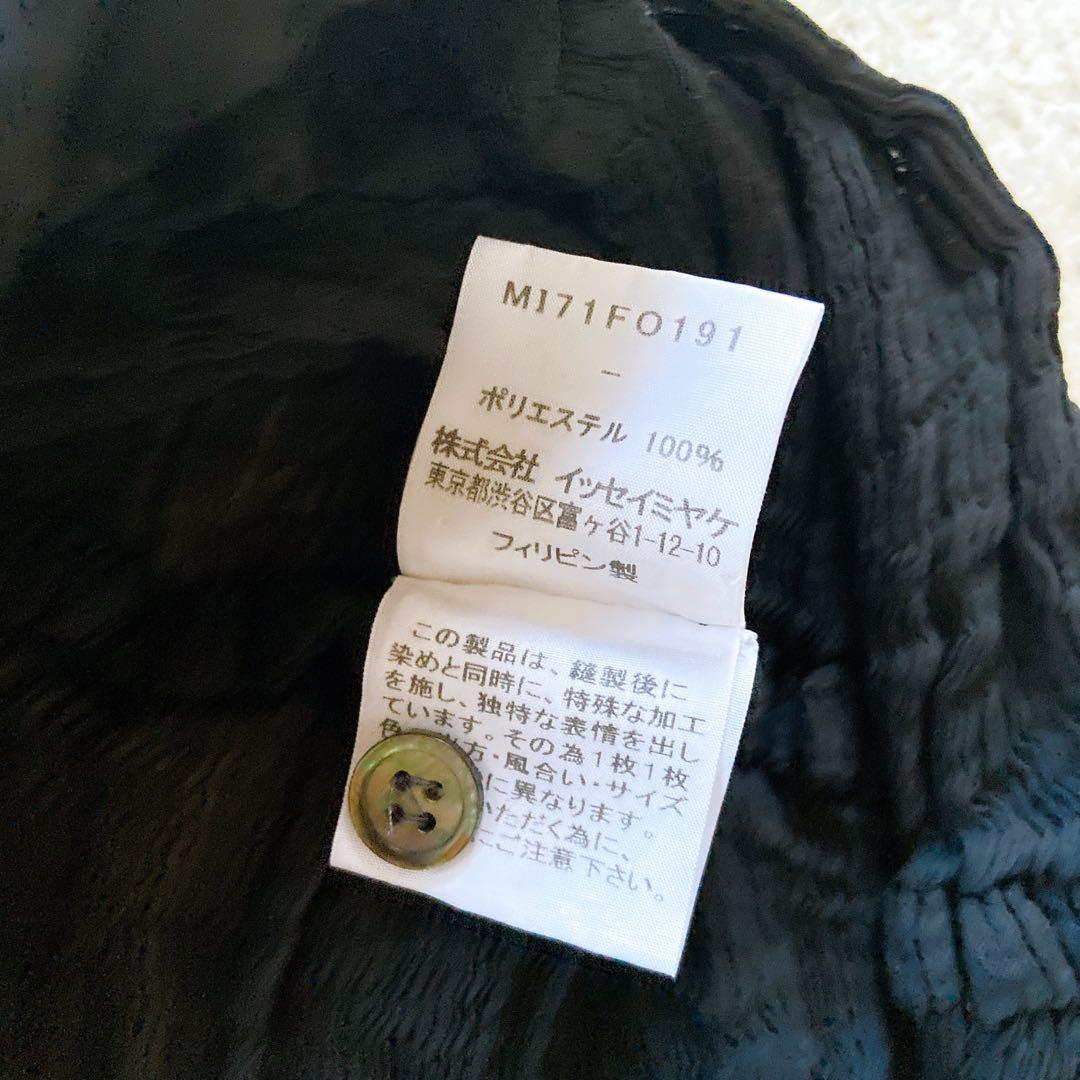 MI71FO191
－
ポリエステル 100%
株式会社 イッセイミヤケ
東京都渋谷区富ヶ谷1-12-10
フィリピン製
この製品は、縫製後に
染めと同時に、特殊な加工
を施し、独特な表情を出し
ています。その為1枚1枚
色 方・風合い・サイズ
に異なります。
いただく為に、
にご注意下さい。